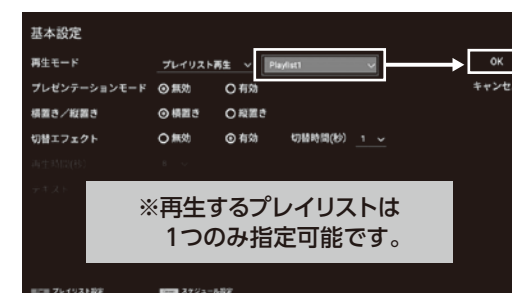 基本設定
再生モード プレイリスト再生 Playlist1 OK
プレゼンテーションモード 無効 有効 キャンセ
横置き／縦置き 横置き 縦置き
切替エフェクト 無効 有効 切替時間(秒) 1
テキスト
※再生するプレイリストは
1つのみ指定可能です。
プレイリスト設定 スケジュール設定